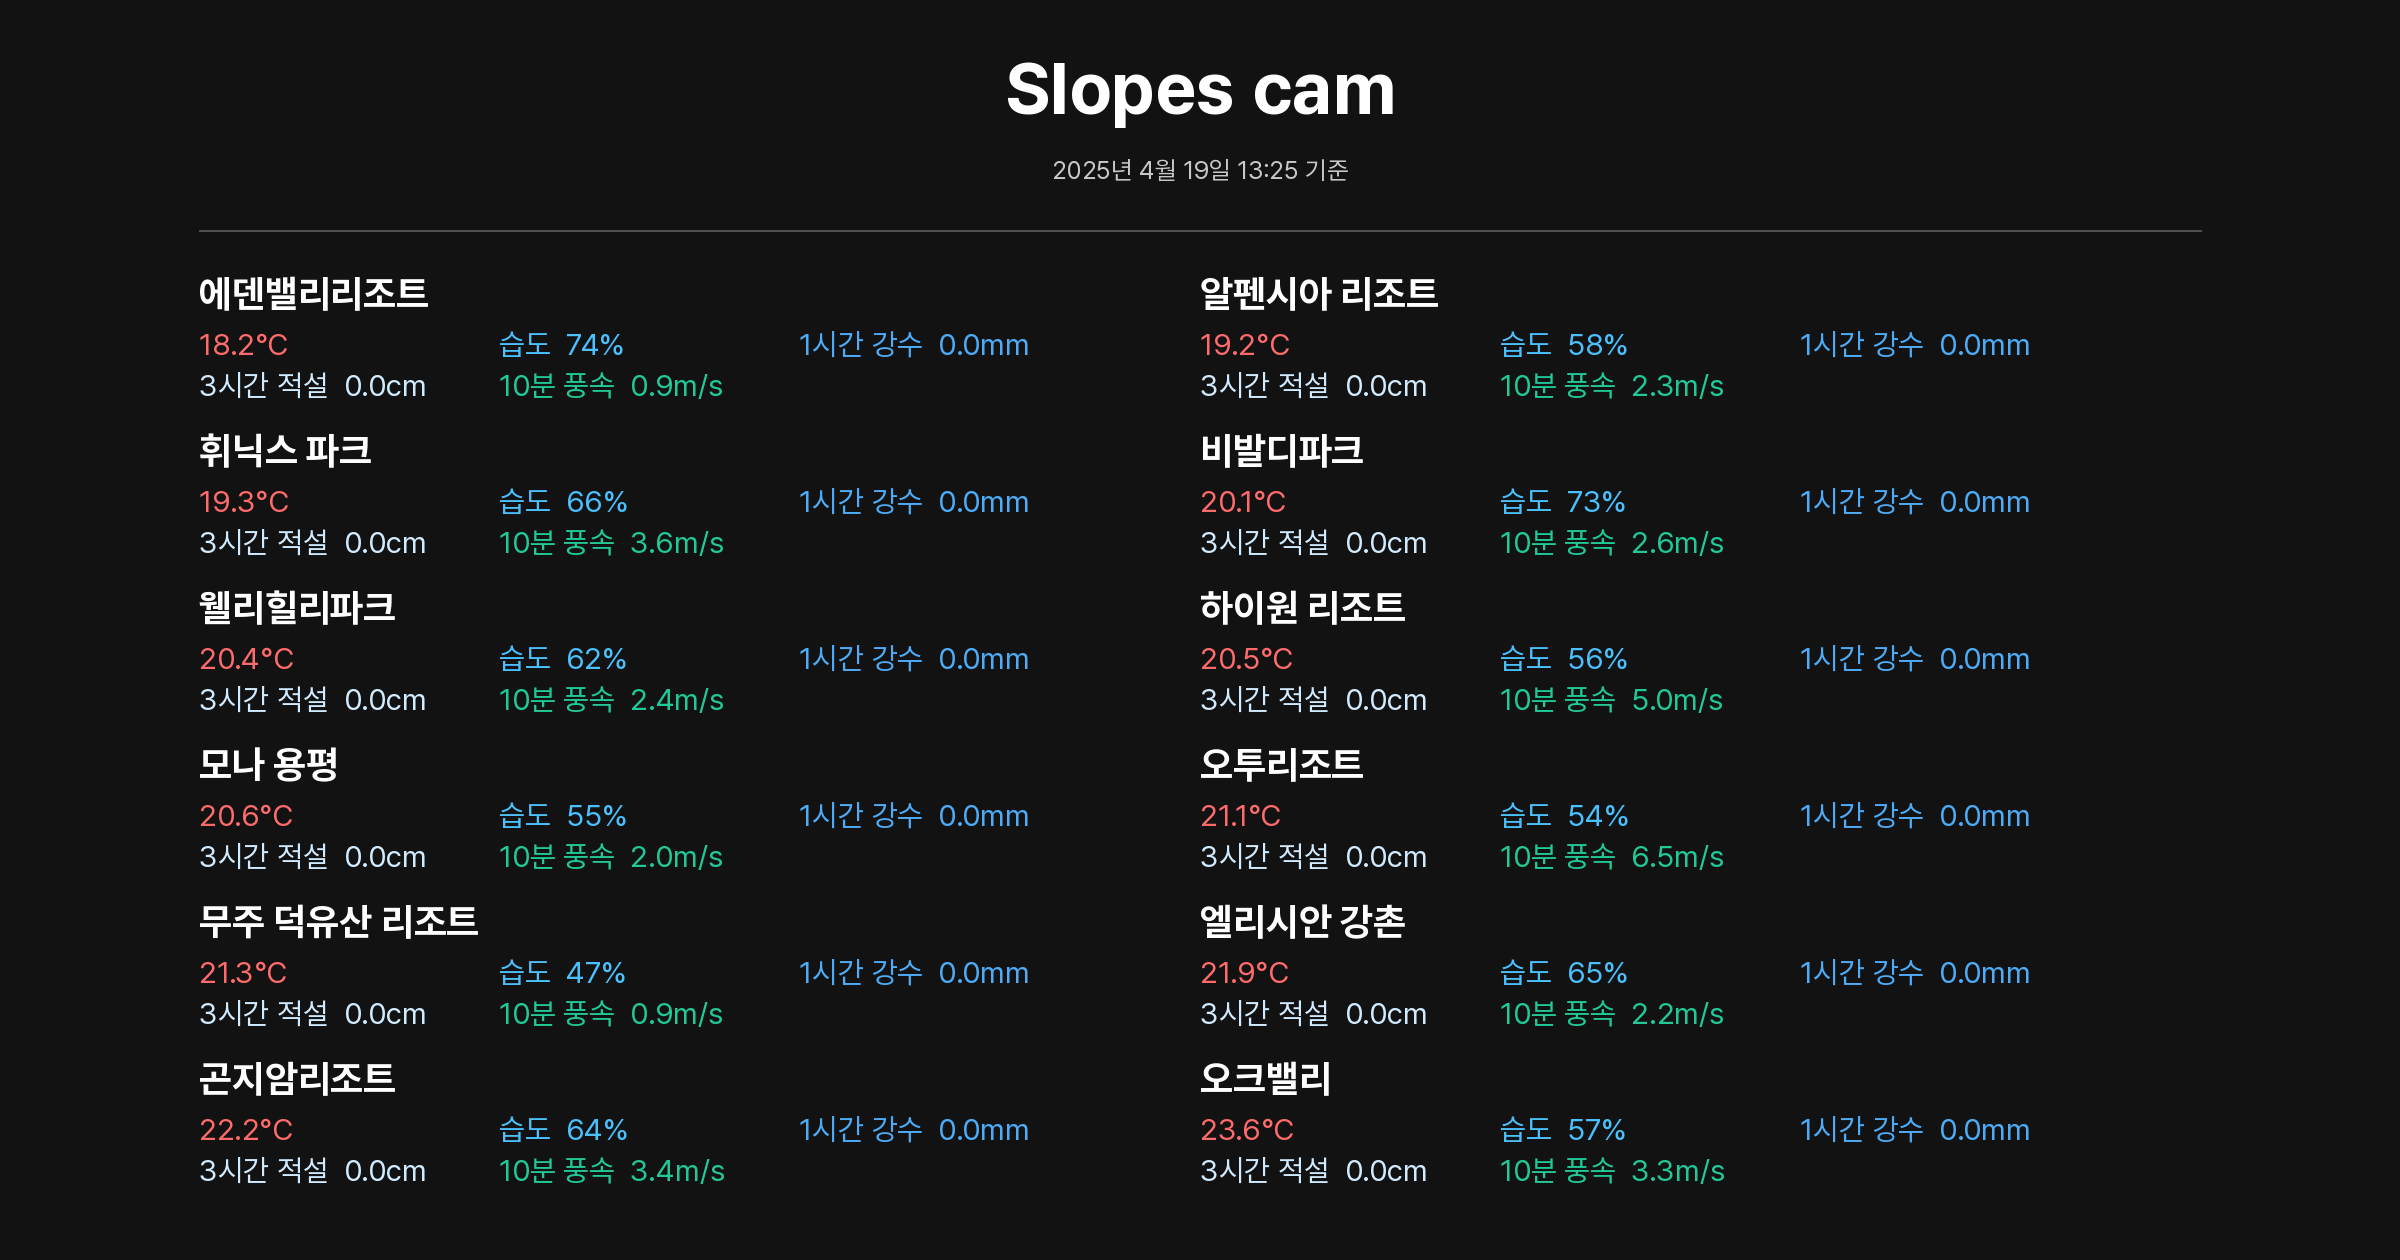 Slopes cam
2025년 4월 19일 13:25 기준
에덴밸리리조트
18.2°C 습도 74% 1시간 강수 0.0mm
3시간 적설 0.0cm 10분 풍속 0.9m/s
알펜시아 리조트
19.2°C 습도 58% 1시간 강수 0.0mm
3시간 적설 0.0cm 10분 풍속 2.3m/s
휘닉스 파크
19.3°C 습도 66% 1시간 강수 0.0mm
3시간 적설 0.0cm 10분 풍속 3.6m/s
비발디파크
20.1°C 습도 73% 1시간 강수 0.0mm
3시간 적설 0.0cm 10분 풍속 2.6m/s
웰리힐리파크
20.4°C 습도 62% 1시간 강수 0.0mm
3시간 적설 0.0cm 10분 풍속 2.4m/s
하이원 리조트
20.5°C 습도 56% 1시간 강수 0.0mm
3시간 적설 0.0cm 10분 풍속 5.0m/s
모나 용평
20.6°C 습도 55% 1시간 강수 0.0mm
3시간 적설 0.0cm 10분 풍속 2.0m/s
오투리조트
21.1°C 습도 54% 1시간 강수 0.0mm
3시간 적설 0.0cm 10분 풍속 6.5m/s
무주 덕유산 리조트
21.3°C 습도 47% 1시간 강수 0.0mm
3시간 적설 0.0cm 10분 풍속 0.9m/s
엘리시안 강촌
21.9°C 습도 65% 1시간 강수 0.0mm
3시간 적설 0.0cm 10분 풍속 2.2m/s
곤지암리조트
22.2°C 습도 64% 1시간 강수 0.0mm
3시간 적설 0.0cm 10분 풍속 3.4m/s
오크밸리
23.6°C 습도 57% 1시간 강수 0.0mm
3시간 적설 0.0cm 10분 풍속 3.3m/s